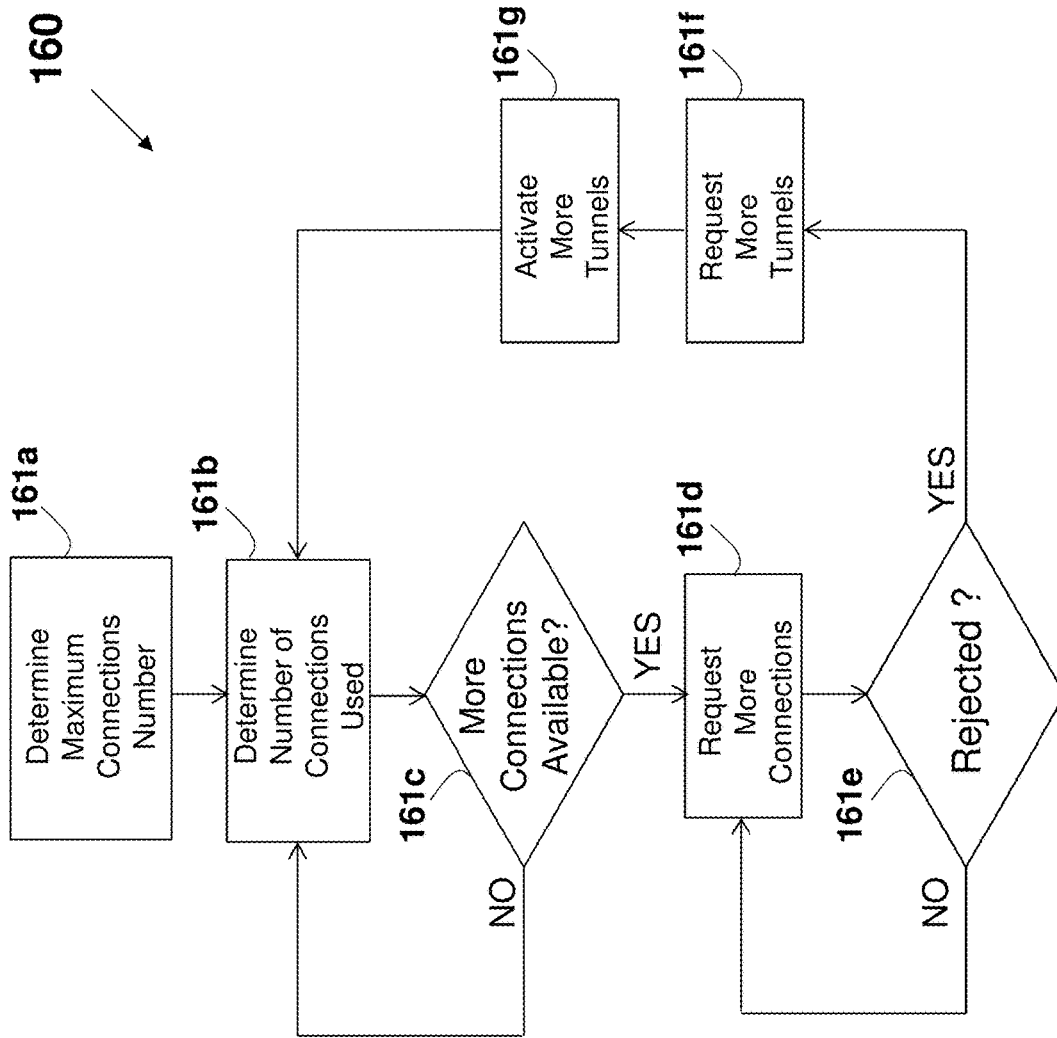 160
161a
Determine
Maximum
Connections
Number
161b
Determine
Number of
Connections
Used
161c
More
Connections
Available?
NO
YES
161d
Request
More
Connections
161e
Rejected ?
NO
YES
161f
Request
More
Tunnels
161g
Activate
More
Tunnels